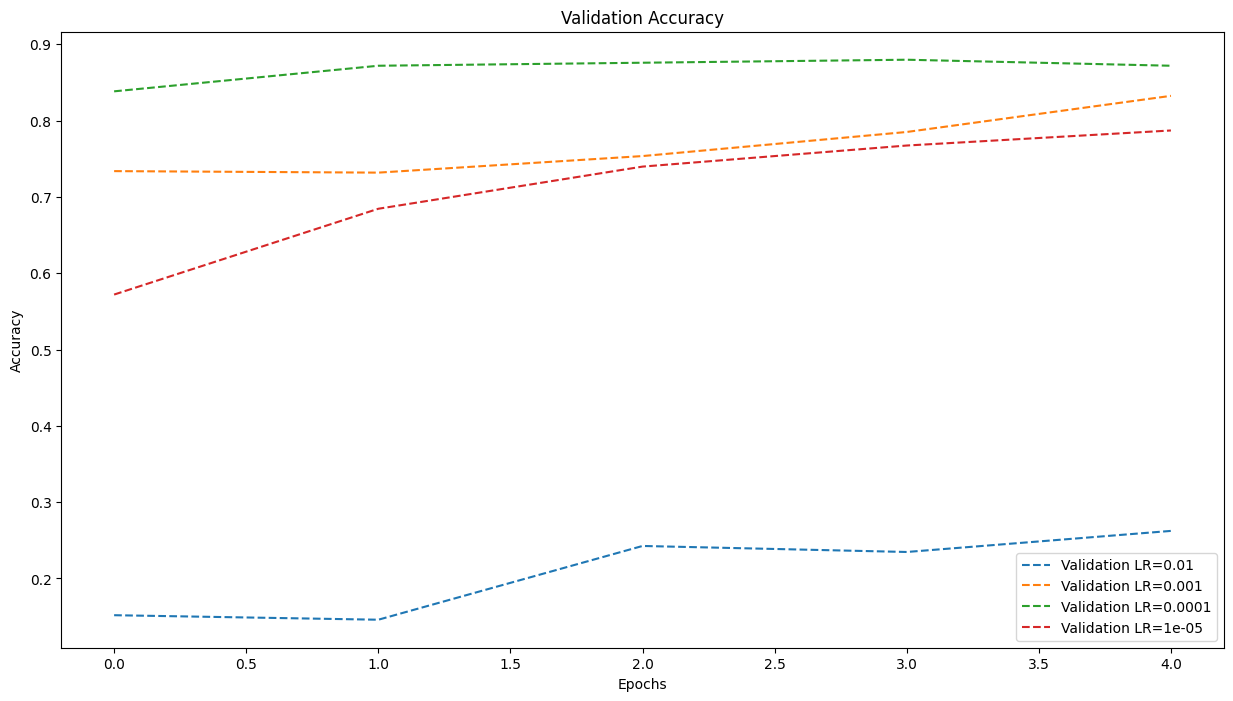 Validation Accuracy
0.9
0.8
0.7
0.6
0.5
0.4
0.3
0.2
Accuracy
0.0 0.5 1.0 1.5 2.0 2.5 3.0 3.5 4.0
Epochs
Validation LR=0.01
Validation LR=0.001
Validation LR=0.0001
Validation LR=1e-05